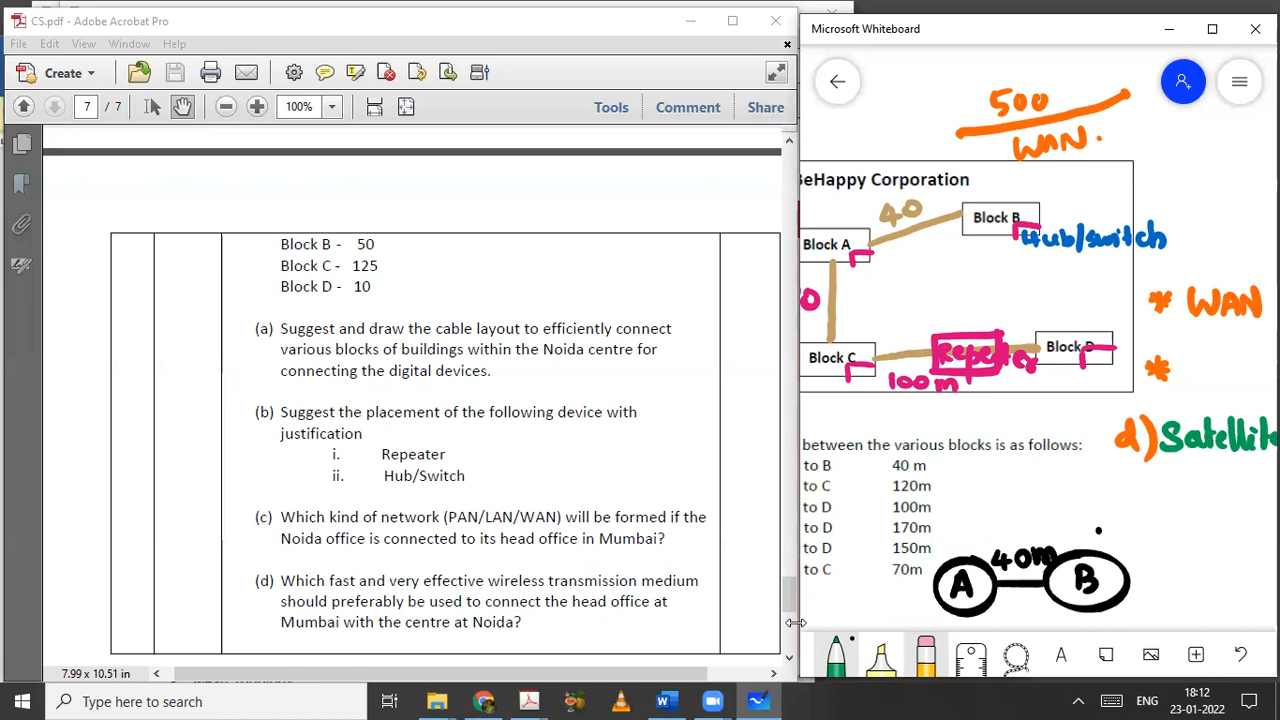 CS.pdf - Adobe Acrobat Pro
File Edit View Window Help
Create
7 / 7
100%
Tools Comment Share
Block B - 50
Block C - 125
Block D - 10
(a) Suggest and draw the cable layout to efficiently connect
various blocks of buildings within the Noida centre for
connecting the digital devices.
(b) Suggest the placement of the following device with
justification
i. Repeater
ii. Hub/Switch
(c) Which kind of network (PAN/LAN/WAN) will be formed if the
Noida office is connected to its head office in Mumbai?
(d) Which fast and very effective wireless transmission medium
should preferably be used to connect the head office at
Mumbai with the centre at Noida?
7.99 x 10.51 in
Microsoft Whiteboard
500
WAN.
BeHappy Corporation
40
Block B
Hub/switch
Block A
0
* WAN
Block C
Repeater
Block D
100m
*
d) Satellite
between the various blocks is as follows:
to B 40 m
to C 120m
to D 100m
to D 170m
to D 150m
to C 70m
A 40m B
Type here to search
ENG
18:12
23-01-2022